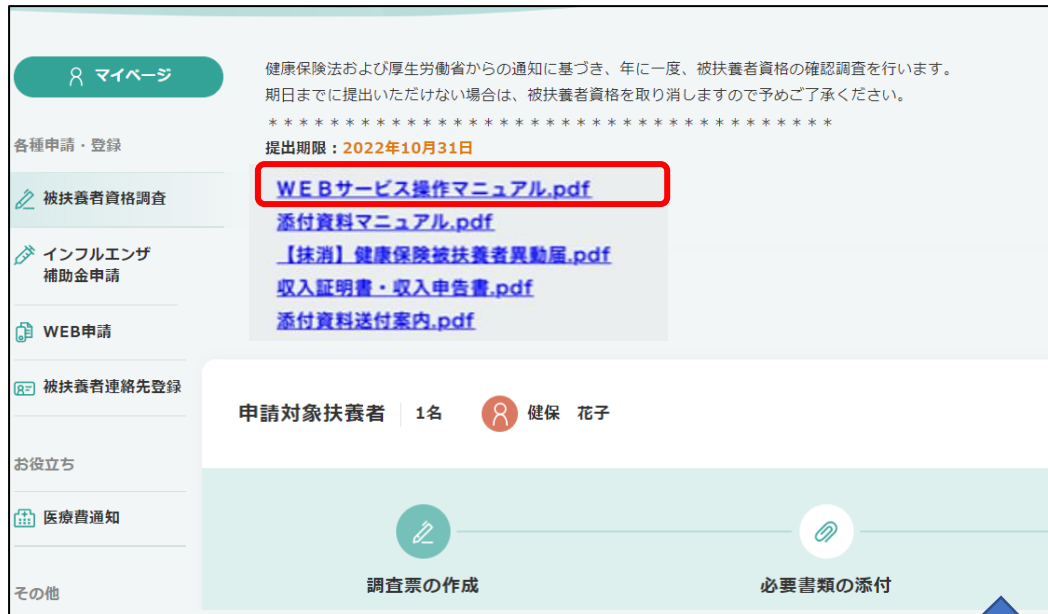 マイページ
各種申請・登録
被扶養者資格調査
インフルエンザ
補助金申請
WEB申請
被扶養者連絡先登録
お役立ち
医療費通知
その他
健康保険法および厚生労働省からの通知に基づき、年に一度、被扶養者資格の確認調査を行います。
期日までに提出いただけない場合は、被扶養者資格を取り消しますので予めご了承ください。
＊＊＊＊＊＊＊＊＊＊＊＊＊＊＊＊＊＊＊＊＊＊＊＊＊＊＊＊＊＊＊＊＊＊＊＊＊
提出期限：2022年10月31日
ＷＥＢサービス操作マニュアル.pdf
添付資料マニュアル.pdf
【抹消】健康保険被扶養者異動届.pdf
収入証明書・収入申告書.pdf
添付資料送付案内.pdf
申請対象扶養者 1名 健保 花子
調査票の作成
必要書類の添付